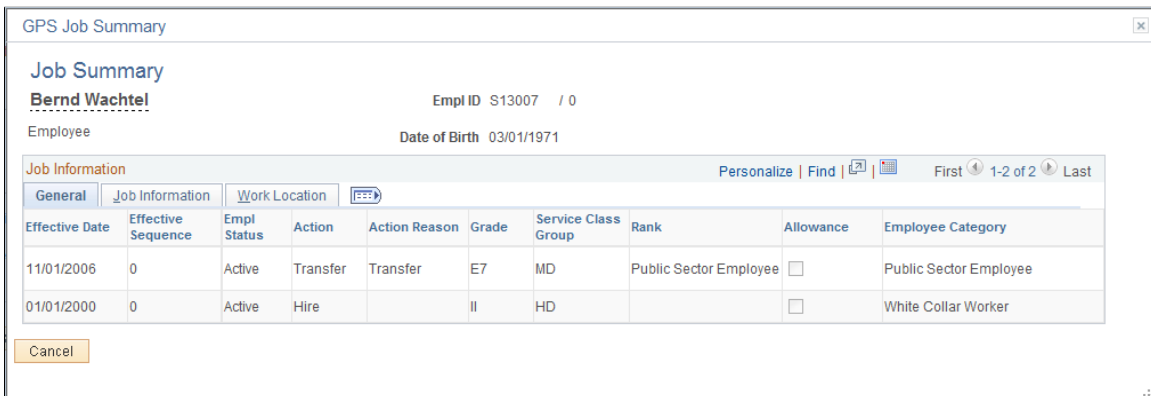 GPS Job Summary
Job Summary
Bernd Wachtel Empl ID S13007 / 0
Employee Date of Birth 03/01/1971
Job Information Personalize | Find | | First 1-2 of 2 Last
General Job Information Work Location
Effective Date Effective Sequence Empl Status Action Action Reason Grade Service Class Group Rank Allowance Employee Category
11/01/2006 0 Active Transfer Transfer E7 MD Public Sector Employee Public Sector Employee
01/01/2000 0 Active Hire II HD White Collar Worker
Cancel